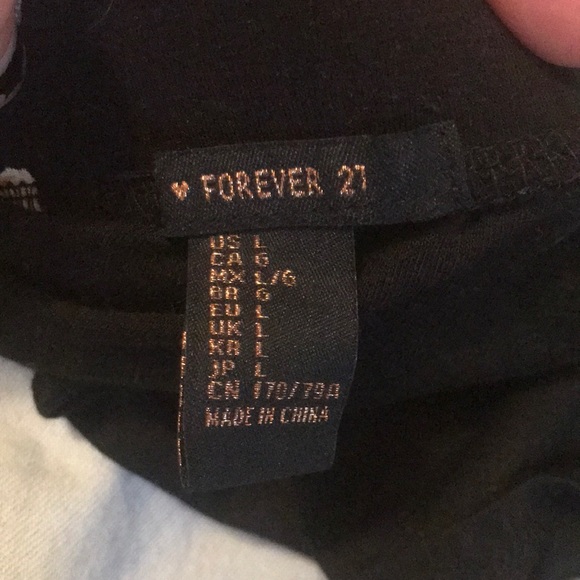 ♥ FOREVER 21
US L
CA G
MX L/G
BR G
EU L
UK L
KR L
JP L
CN 170/79A
MADE IN CHINA